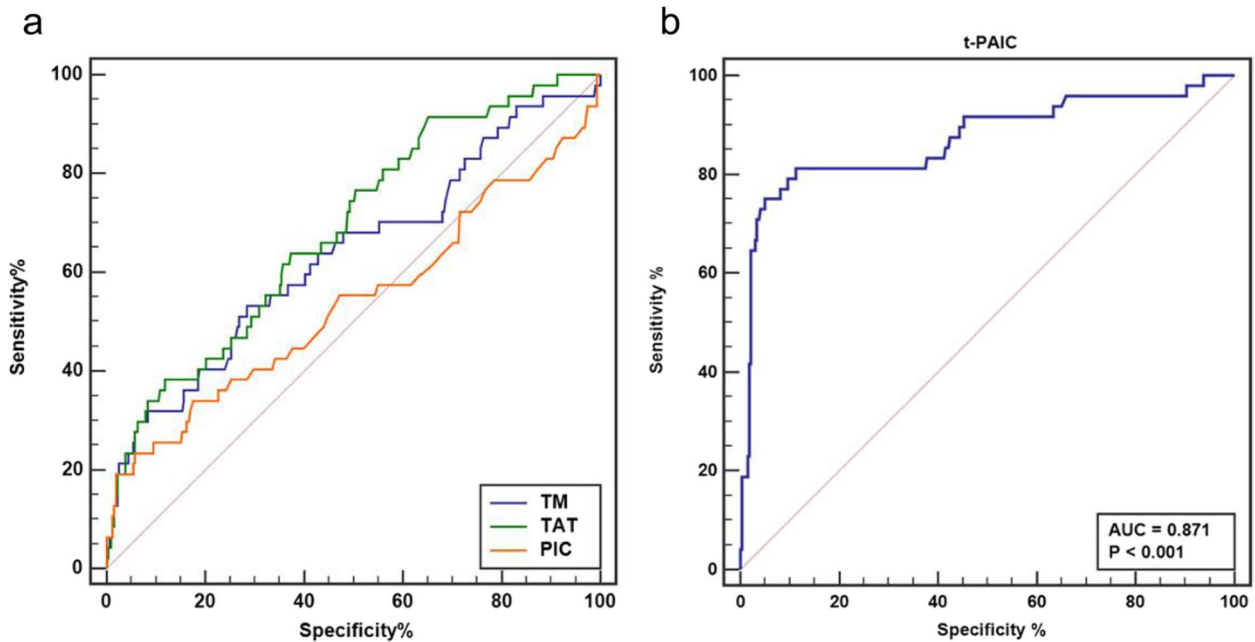 a
100
80
60
40
20
0
Sensitivity%
TM
TAT
PIC
0 20 40 60 80 100
Specificity%
b
t-PAIC
100
80
60
40
20
0
Sensitivity %
AUC = 0.871
P < 0.001
0 20 40 60 80 100
Specificity %